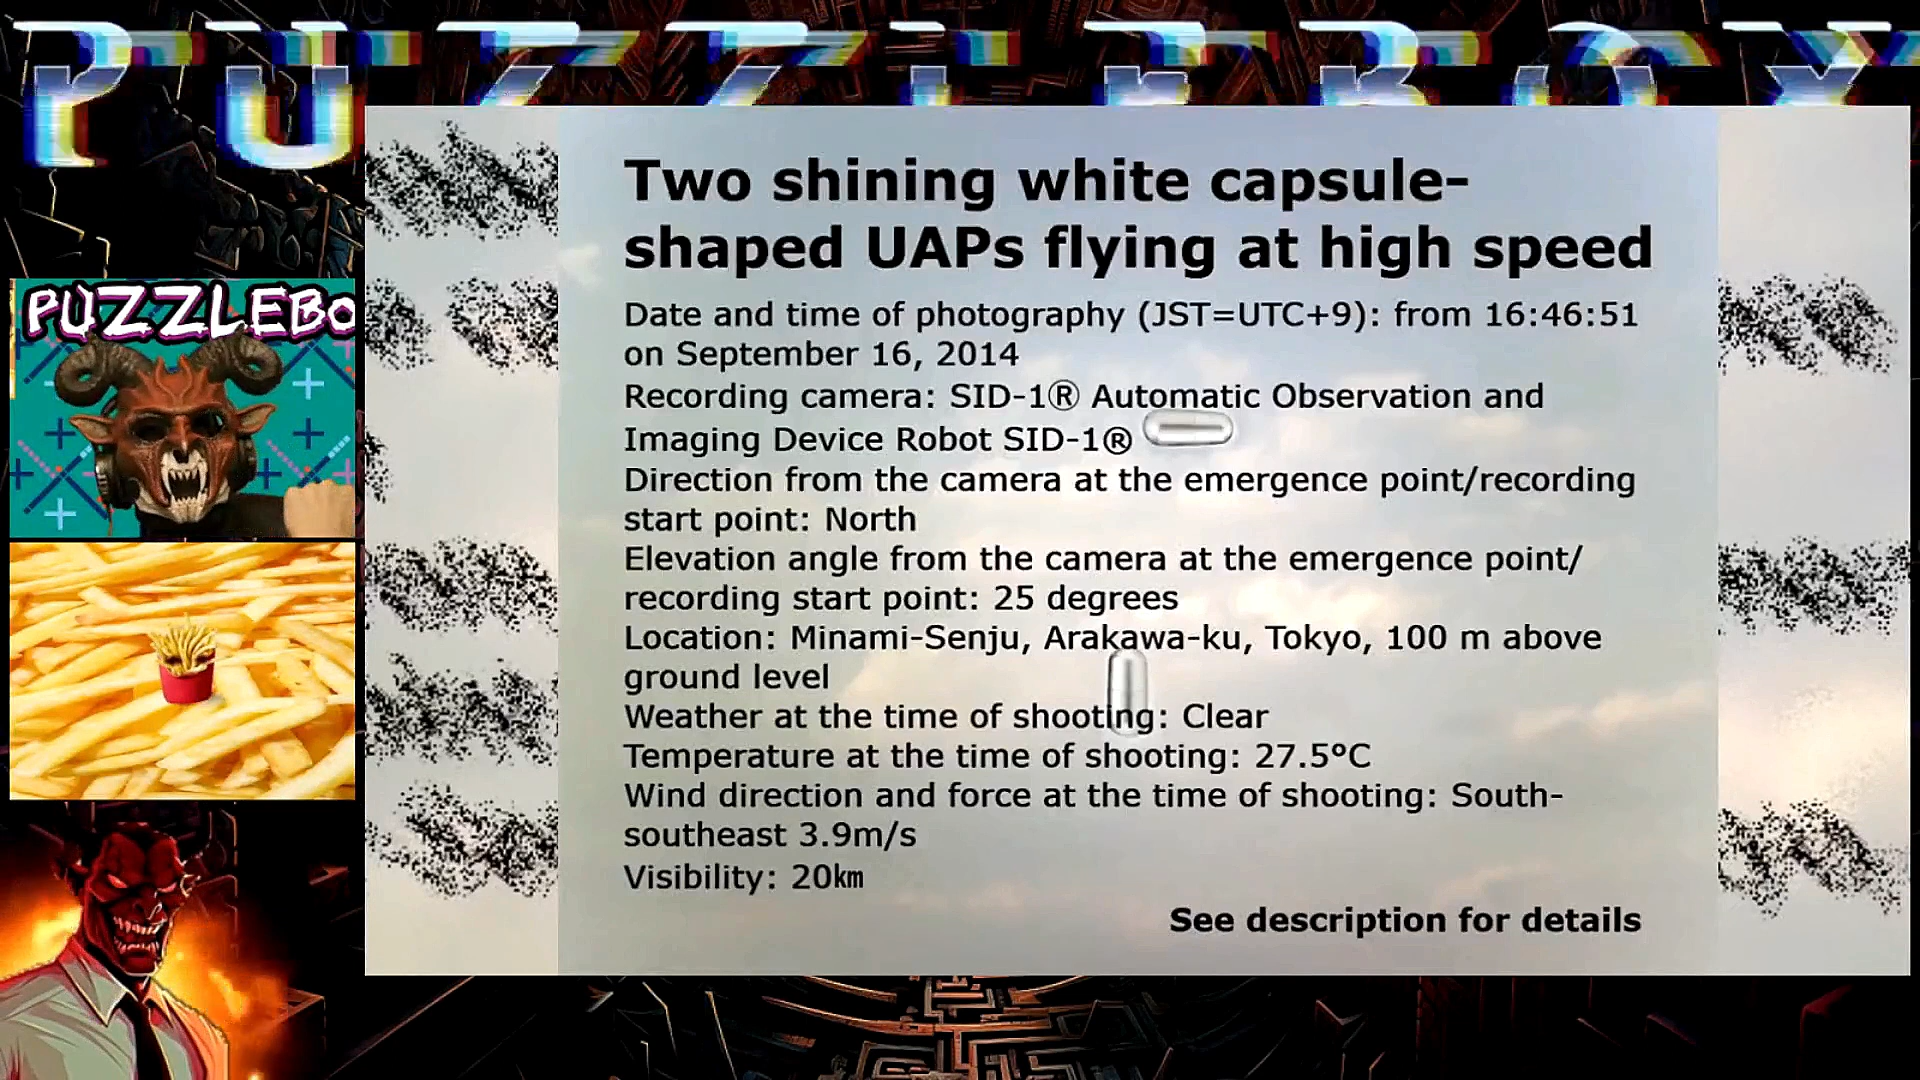 PUZZLEBOX
PUZZLEBO
Two shining white capsule-
shaped UAPs flying at high speed
Date and time of photography (JST=UTC+9): from 16:46:51
on September 16, 2014
Recording camera: SID-1® Automatic Observation and
Imaging Device Robot SID-1®
Direction from the camera at the emergence point/recording
start point: North
Elevation angle from the camera at the emergence point/
recording start point: 25 degrees
Location: Minami-Senju, Arakawa-ku, Tokyo, 100 m above
ground level
Weather at the time of shooting: Clear
Temperature at the time of shooting: 27.5°C
Wind direction and force at the time of shooting: South-
southeast 3.9m/s
Visibility: 20㎞
See description for details